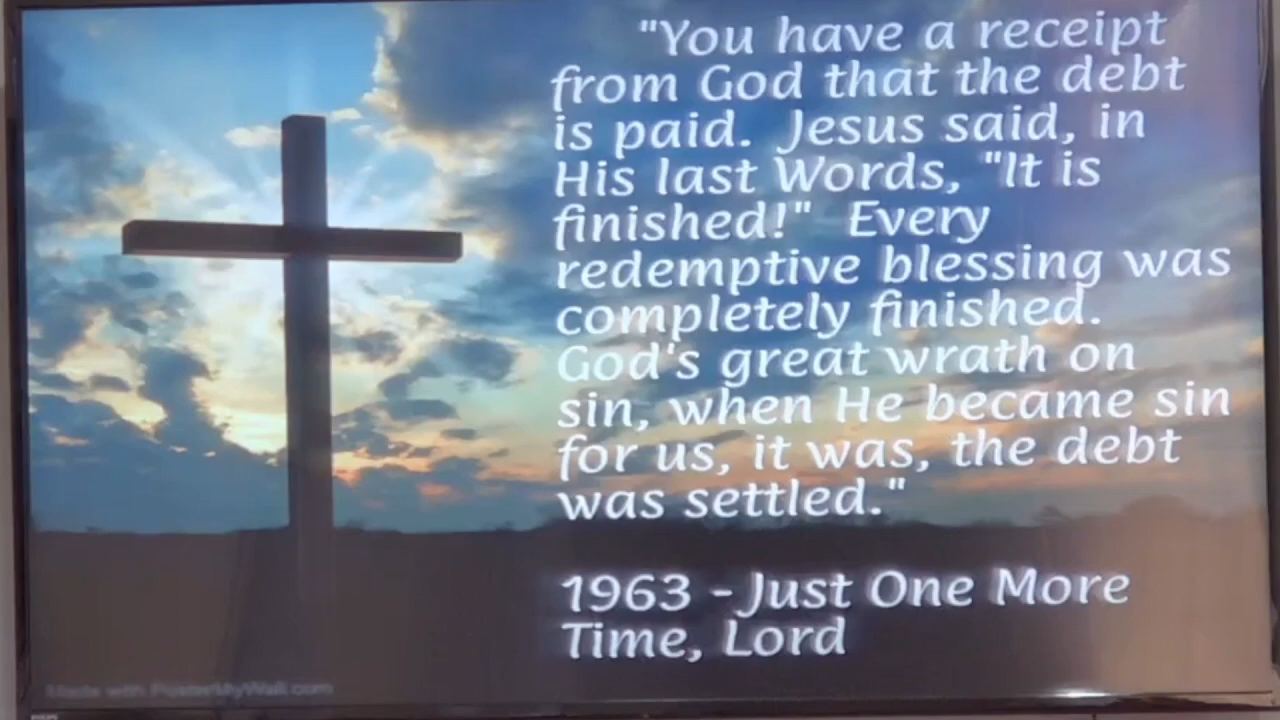 "You have a receipt
from God that the debt
is paid. Jesus said, in
His last Words, "It is
finished!" Every
redemptive blessing was
completely finished.
God's great wrath on
sin, when He became sin
for us, it was, the debt
was settled."
1963 - Just One More
Time, Lord
Made with PosterMyWall.com